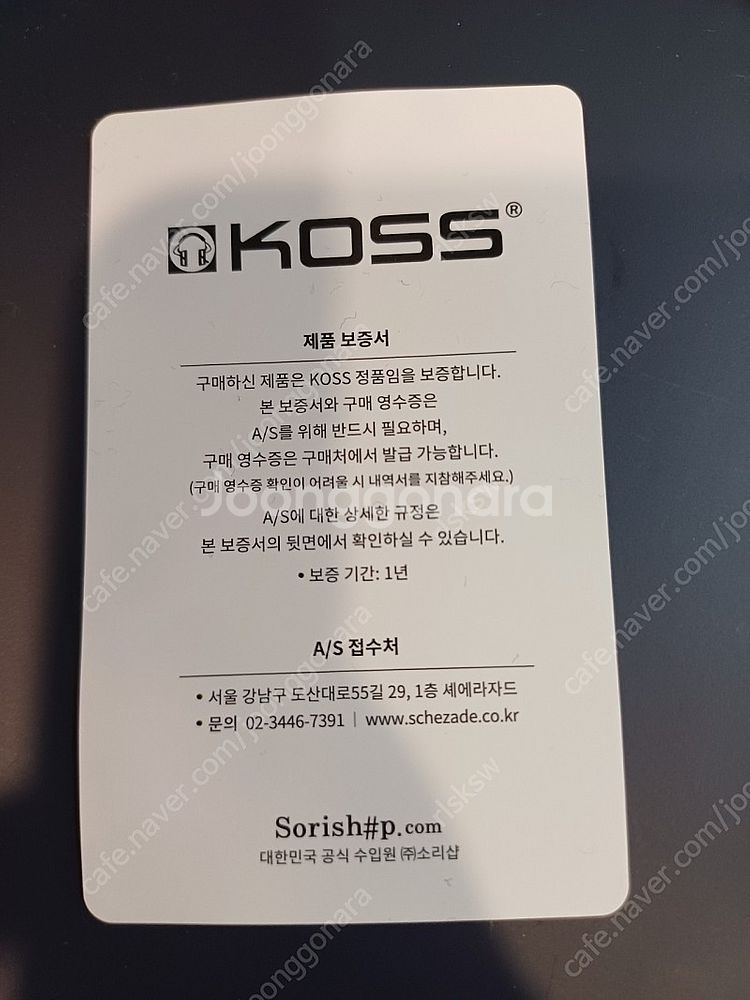 KOSS®
제품 보증서
구매하신 제품은 KOSS 정품임을 보증합니다.
본 보증서와 구매 영수증은
A/S를 위해 반드시 필요하며,
구매 영수증은 구매처에서 발급 가능합니다.
(구매 영수증 확인이 어려울 시 내역서를 지참해주세요.)
Joonggonara
A/S에 대한 상세한 규정은
본 보증서의 뒷면에서 확인하실 수 있습니다.
• 보증 기간: 1년
A/S 접수처
• 서울 강남구 도산대로55길 29, 1층 셰에라자드
• 문의 02-3446-7391 | www.schezade.co.kr
Sorish#p.com
대한민국 공식 수입원 ㈜소리샵
cafe.naver.com/joonggonara